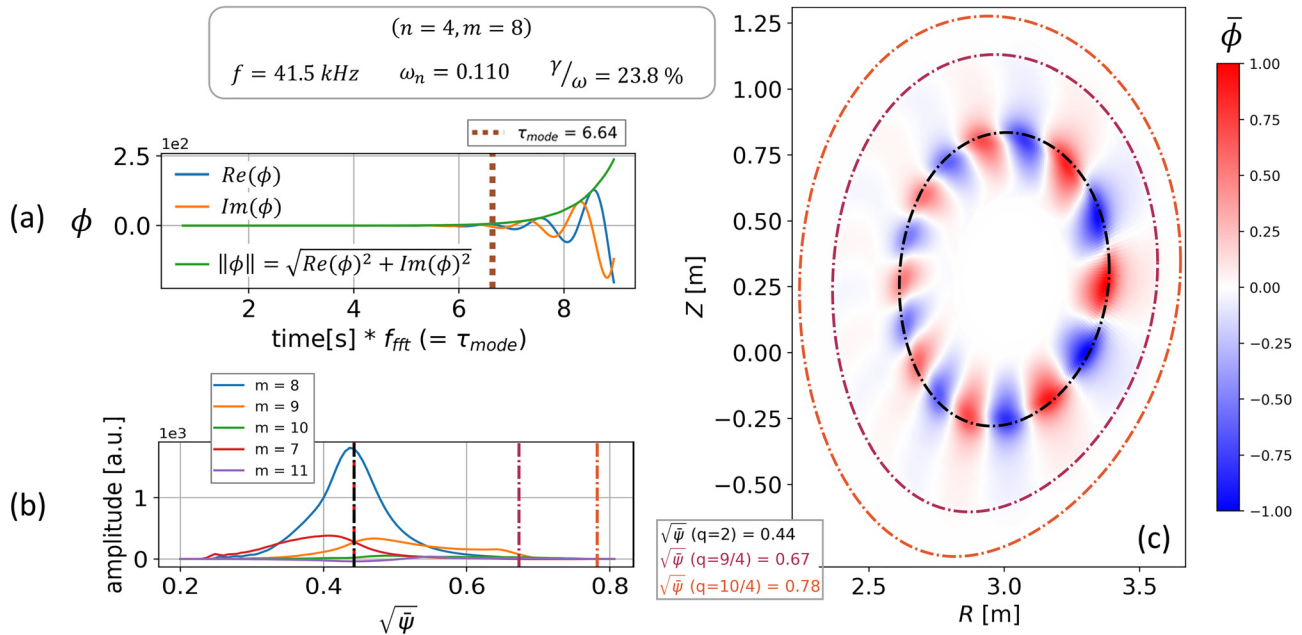 (n = 4, m = 8)
f = 41.5 kHz ωₙ = 0.110 γ/ω = 23.8 %
τ_mode = 6.64
(a)
ϕ
1e2
2.5
0.0
Re(ϕ)
Im(ϕ)
‖ϕ‖ = √(Re(ϕ)² + Im(ϕ)²)
2 4 6 8
time[s] * f_fft (= τ_mode)
(b)
amplitude [a.u.]
1e3
1
0
m = 8
m = 9
m = 10
m = 7
m = 11
0.2 0.4 0.6 0.8
√ψ̄
Z [m]
1.25
1.00
0.75
0.50
0.25
0.00
−0.25
−0.50
√ψ̄ (q=2) = 0.44
√ψ̄ (q=9/4) = 0.67
√ψ̄ (q=10/4) = 0.78
(c)
2.5 3.0 3.5
R [m]
ϕ̄
1.00
0.75
0.50
0.25
0.00
−0.25
−0.50
−0.75
−1.00